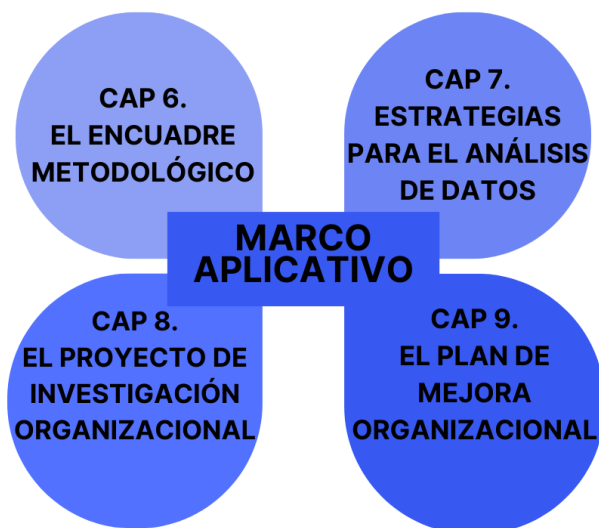 CAP 6.
EL ENCUADRE
METODOLÓGICO
CAP 7.
ESTRATEGIAS
PARA EL ANÁLISIS
DE DATOS
MARCO
APLICATIVO
CAP 8.
EL PROYECTO DE
INVESTIGACIÓN
ORGANIZACIONAL
CAP 9.
EL PLAN DE
MEJORA
ORGANIZACIONAL